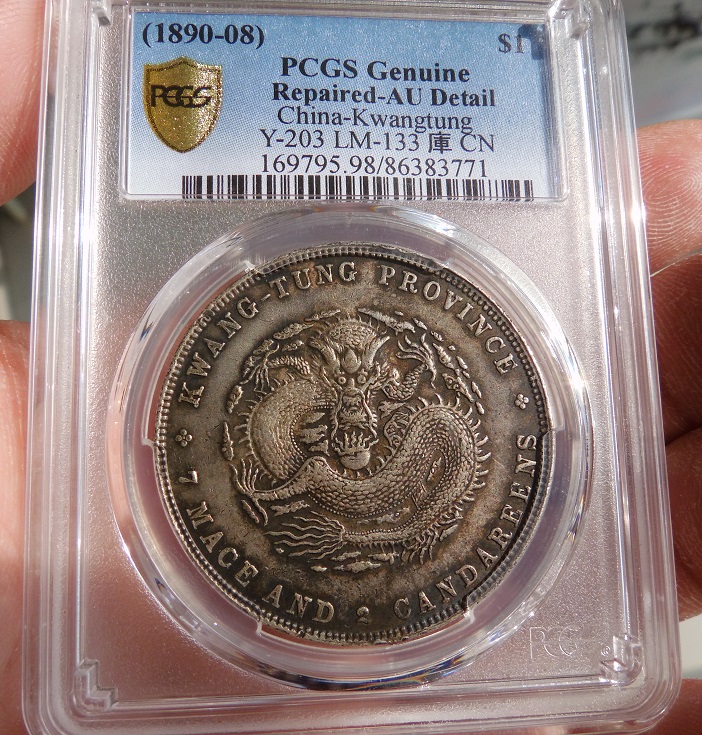 (1890-08)
$1
PCGS
PCGS Genuine
Repaired-AU Detail
China-Kwangtung
Y-203 LM-133 庫 CN
169795.98/86383771
KWANG-TUNG PROVINCE
7 MACE AND 2 CANDAREENS
PCGS